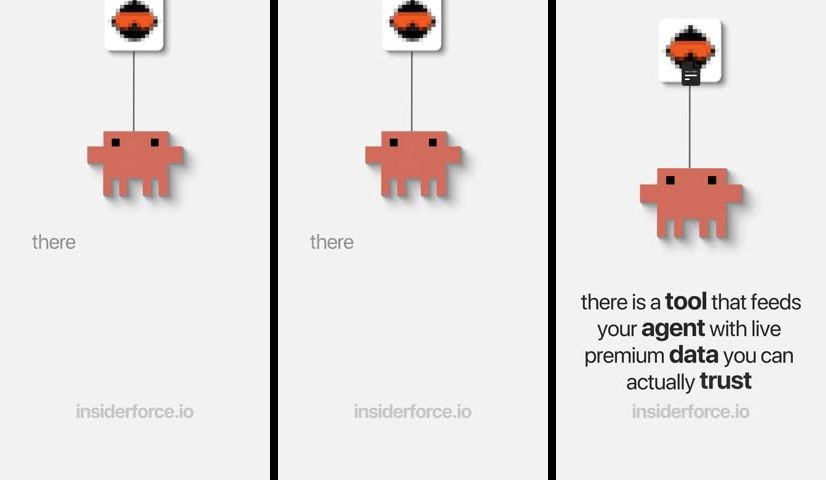 there
insiderforce.io
there
insiderforce.io
there is a tool that feeds
your agent with live
premium data you can
actually trust
insiderforce.io